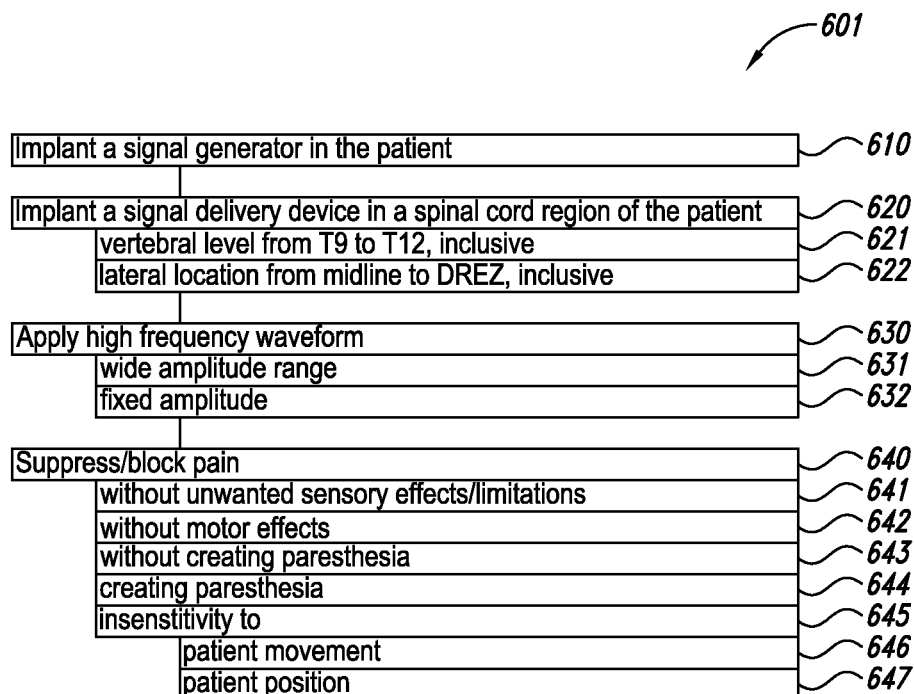 601
Implant a signal generator in the patient 610
Implant a signal delivery device in a spinal cord region of the patient 620
vertebral level from T9 to T12, inclusive 621
lateral location from midline to DREZ, inclusive 622
Apply high frequency waveform 630
wide amplitude range 631
fixed amplitude 632
Suppress/block pain 640
without unwanted sensory effects/limitations 641
without motor effects 642
without creating paresthesia 643
creating paresthesia 644
insenstitivity to 645
patient movement 646
patient position 647